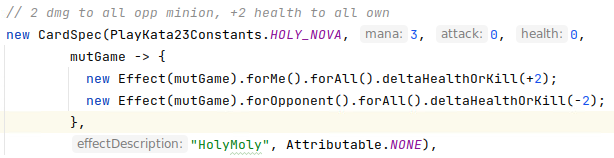 // 2 dmg to all opp minion, +2 health to all own
new CardSpec(PlayKata23Constants.HOLY_NOVA, mana: 3, attack: 0, health: 0,
mutGame -> {
new Effect(mutGame).forMe().forAll().deltaHealthOrKill(+2);
new Effect(mutGame).forOpponent().forAll().deltaHealthOrKill(-2);
},
effectDescription: "HolyMoly", Attributable.NONE),